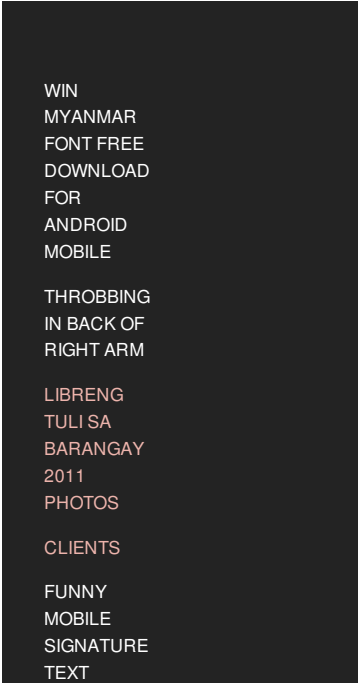 WIN
MYANMAR
FONT FREE
DOWNLOAD
FOR
ANDROID
MOBILE
THROBBING
IN BACK OF
RIGHT ARM
LIBRENG
TULI SA
BARANGAY
2011
PHOTOS
CLIENTS
FUNNY
MOBILE
SIGNATURE
TEXT